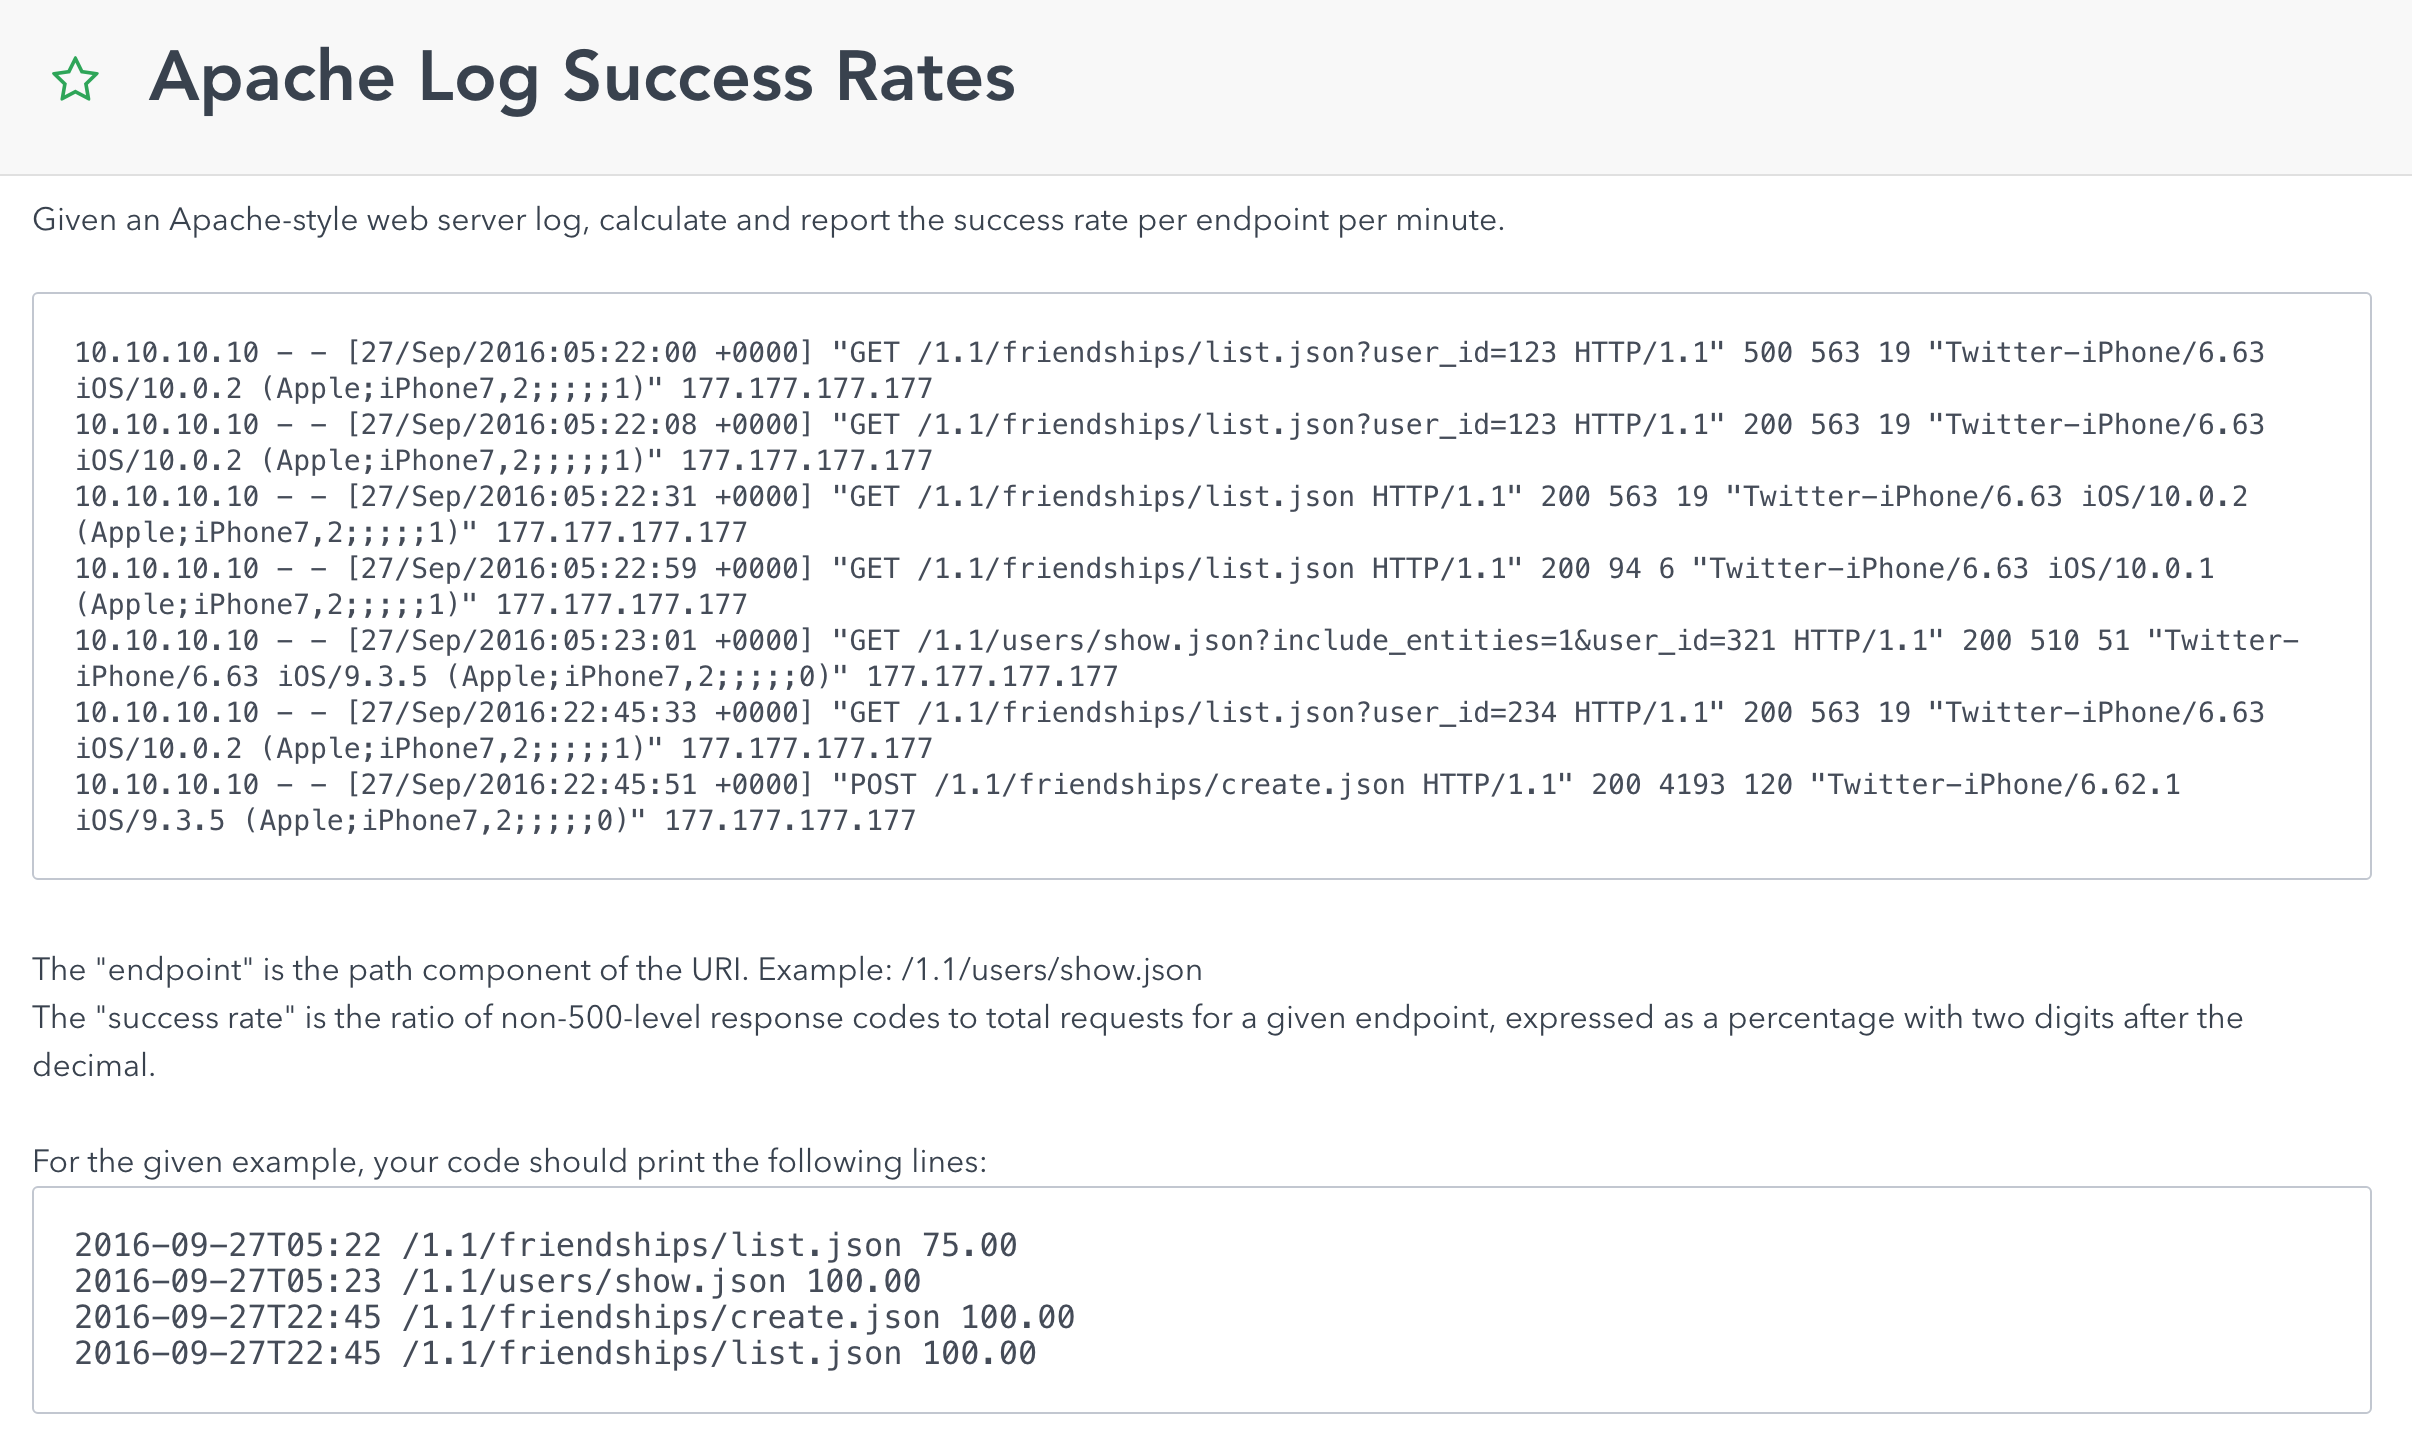 Apache Log Success Rates
Given an Apache-style web server log, calculate and report the success rate per endpoint per minute.
10.10.10.10 - - [27/Sep/2016:05:22:00 +0000] "GET /1.1/friendships/list.json?user_id=123 HTTP/1.1" 500 563 19 "Twitter-iPhone/6.63
iOS/10.0.2 (Apple;iPhone7,2;;;;;1)" 177.177.177.177
10.10.10.10 - - [27/Sep/2016:05:22:08 +0000] "GET /1.1/friendships/list.json?user_id=123 HTTP/1.1" 200 563 19 "Twitter-iPhone/6.63
iOS/10.0.2 (Apple;iPhone7,2;;;;;1)" 177.177.177.177
10.10.10.10 - - [27/Sep/2016:05:22:31 +0000] "GET /1.1/friendships/list.json HTTP/1.1" 200 563 19 "Twitter-iPhone/6.63 iOS/10.0.2
(Apple;iPhone7,2;;;;;1)" 177.177.177.177
10.10.10.10 - - [27/Sep/2016:05:22:59 +0000] "GET /1.1/friendships/list.json HTTP/1.1" 200 94 6 "Twitter-iPhone/6.63 iOS/10.0.1
(Apple;iPhone7,2;;;;;1)" 177.177.177.177
10.10.10.10 - - [27/Sep/2016:05:23:01 +0000] "GET /1.1/users/show.json?include_entities=1&user_id=321 HTTP/1.1" 200 510 51 "Twitter-
iPhone/6.63 iOS/9.3.5 (Apple;iPhone7,2;;;;;0)" 177.177.177.177
10.10.10.10 - - [27/Sep/2016:22:45:33 +0000] "GET /1.1/friendships/list.json?user_id=234 HTTP/1.1" 200 563 19 "Twitter-iPhone/6.63
iOS/10.0.2 (Apple;iPhone7,2;;;;;1)" 177.177.177.177
10.10.10.10 - - [27/Sep/2016:22:45:51 +0000] "POST /1.1/friendships/create.json HTTP/1.1" 200 4193 120 "Twitter-iPhone/6.62.1
iOS/9.3.5 (Apple;iPhone7,2;;;;;0)" 177.177.177.177
The "endpoint" is the path component of the URI. Example: /1.1/users/show.json
The "success rate" is the ratio of non-500-level response codes to total requests for a given endpoint, expressed as a percentage with two digits after the
decimal.
For the given example, your code should print the following lines:
2016-09-27T05:22 /1.1/friendships/list.json 75.00
2016-09-27T05:23 /1.1/users/show.json 100.00
2016-09-27T22:45 /1.1/friendships/create.json 100.00
2016-09-27T22:45 /1.1/friendships/list.json 100.00